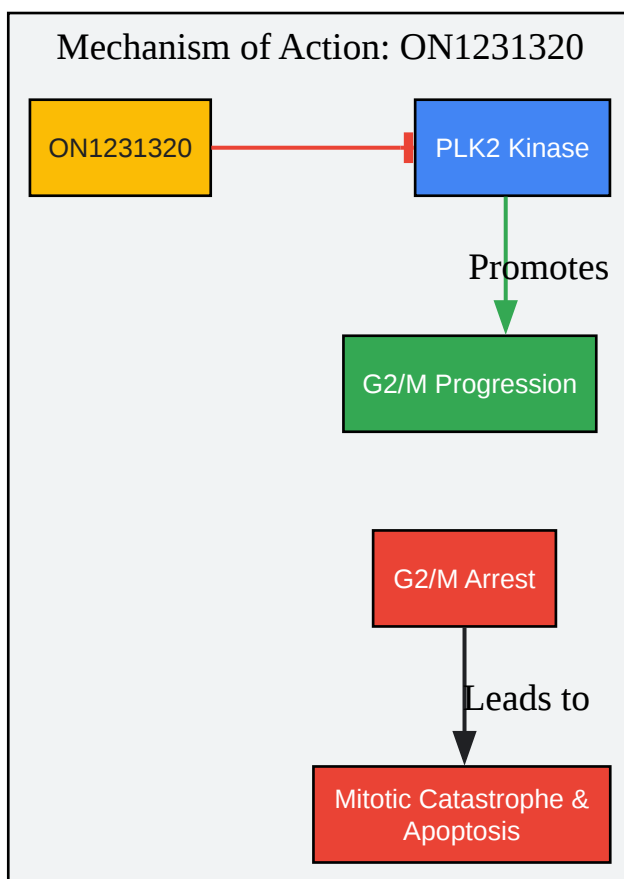 Mechanism of Action: ON1231320
ON1231320
PLK2 Kinase
Promotes
G2/M Progression
G2/M Arrest
Leads to
Mitotic Catastrophe &
Apoptosis